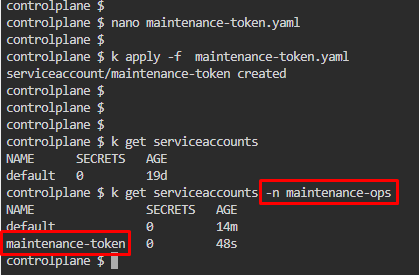 controlplane $
controlplane $ nano maintenance-token.yaml
controlplane $
controlplane $ k apply -f  maintenance-token.yaml
serviceaccount/maintenance-token created
controlplane $
controlplane $
controlplane $
controlplane $ k get serviceaccounts
NAME      SECRETS   AGE
default   0         19d
controlplane $ k get serviceaccounts -n maintenance-ops
NAME                SECRETS   AGE
default             0         14m
maintenance-token   0         48s
controlplane $